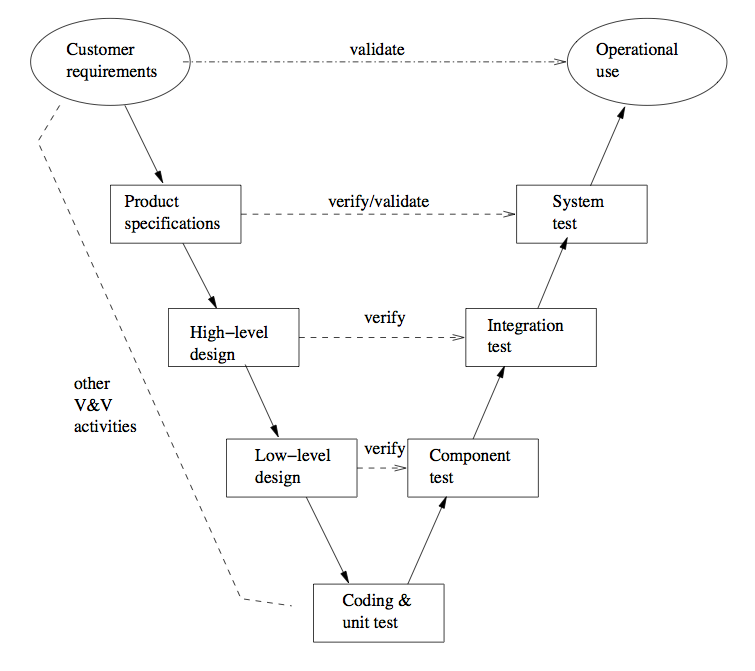 Customer
requirements
validate
Operational
use
Product
specifications
verify/validate
System
test
High−level
design
verify
Integration
test
other
V&V
activities
Low−level
design
verify
Component
test
Coding &
unit test